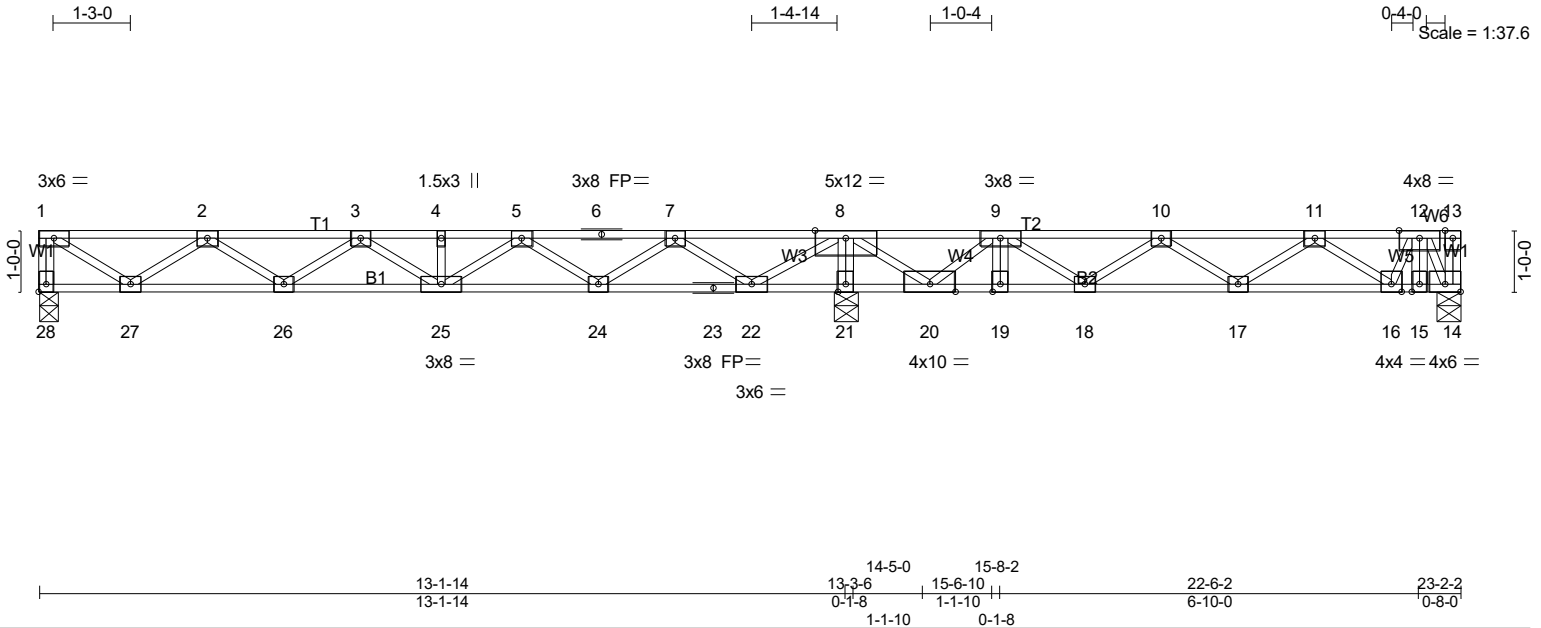 1-3-0 1-4-14 1-0-4 0-4-0
Scale = 1:37.6
3x6 = 1.5x3 || 3x8 FP= 5x12 = 3x8 = 4x8 =
1 2 3 4 5 6 7 8 9 10 11 12 13
T1 T2 W6
1-0-0 W1 W3 W4 W5 W1 1-0-0
B1 B2
28 27 26 25 24 23 22 21 20 19 18 17 16 15 14
3x8 = 3x8 FP= 4x10 = 4x4 = 4x6 =
3x6 =
14-5-0 15-8-2
13-1-14 13-3-6 15-6-10 22-6-2 23-2-2
13-1-14 0-1-8 1-1-10 6-10-0 0-8-0
1-1-10 0-1-8